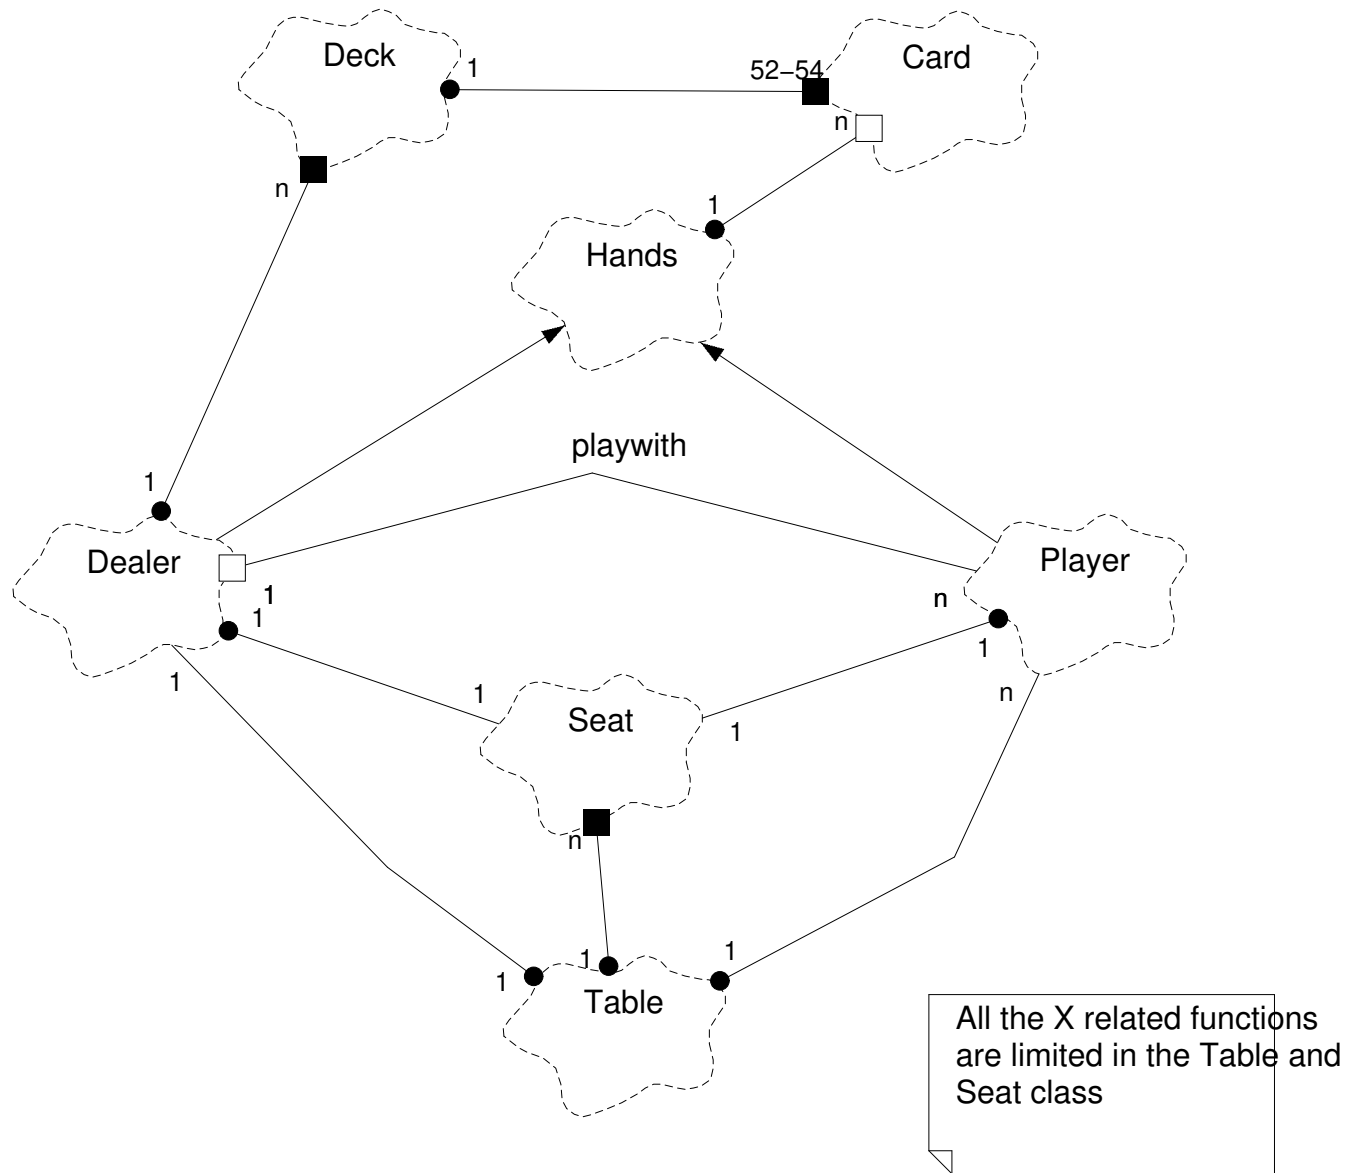 Deck
1
52–54
Card
n
n
1
Hands
playwith
1
Dealer
1
1
n
Player
1
1
n
1
Seat
1
n
1
1
1
Table
All the X related functions
are limited in the Table and
Seat class